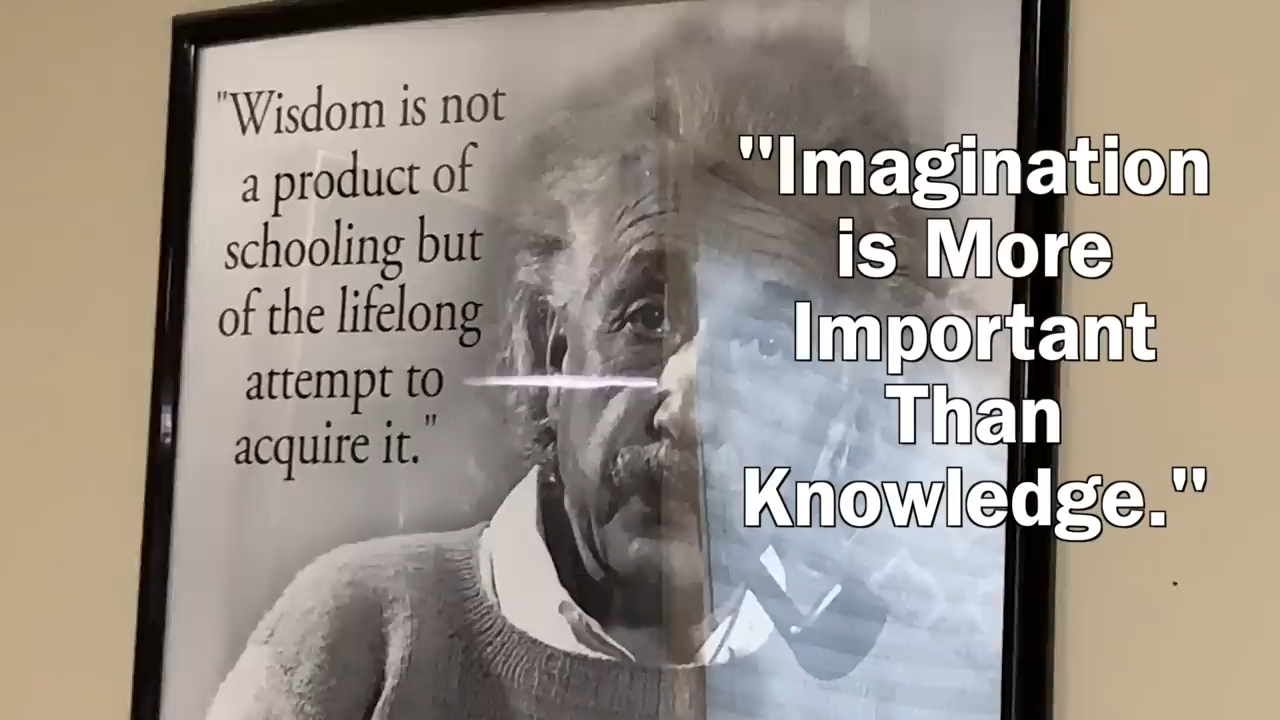 "Wisdom is not
a product of
schooling but
of the lifelong
attempt to
acquire it."
"Imagination
is More
Important
Than
Knowledge."